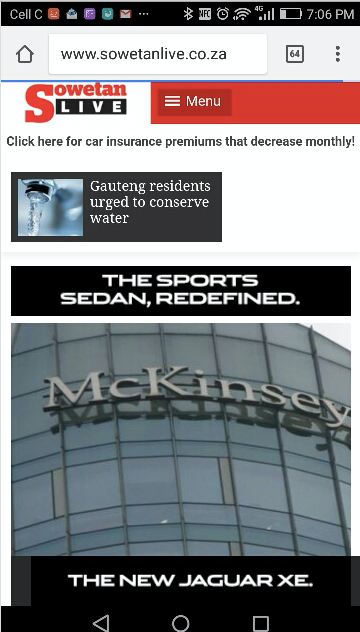 Cell C
4G
7:06 PM
www.sowetanlive.co.za
64
Sowetan
LIVE
Menu
Click here for car insurance premiums that decrease monthly!
Gauteng residents
urged to conserve
water
THE SPORTS
SEDAN, REDEFINED.
McKinsey
THE NEW JAGUAR XE.